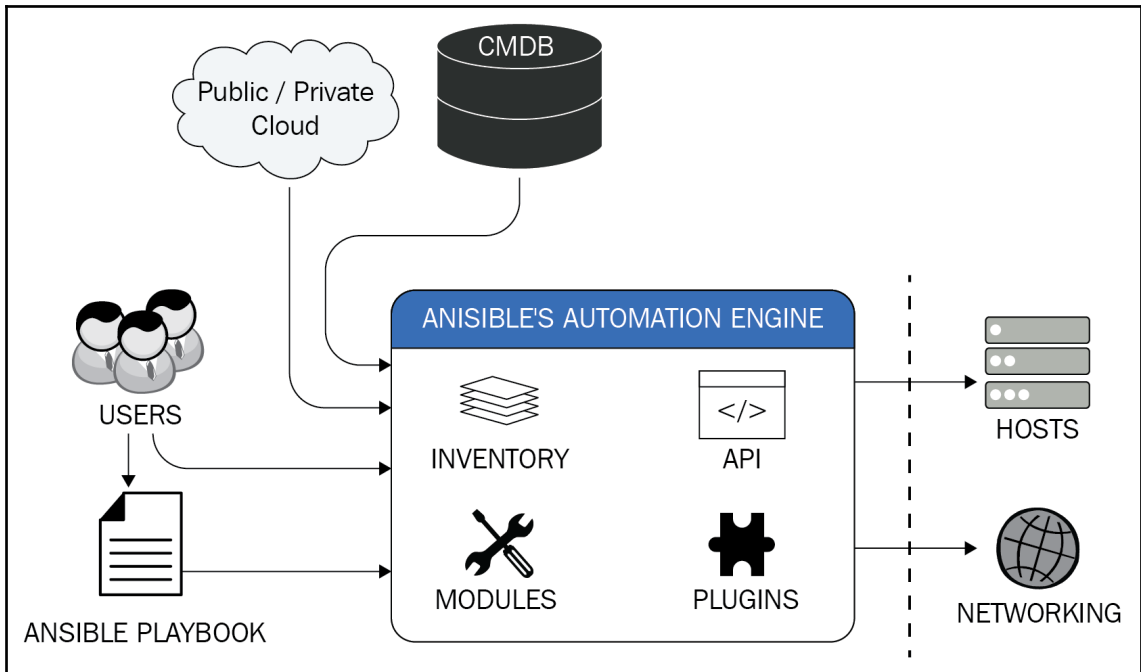 CMDB
Public / Private
Cloud
ANISIBLE'S AUTOMATION ENGINE
USERS
</>
HOSTS
INVENTORY
API
MODULES
PLUGINS
NETWORKING
ANSIBLE PLAYBOOK